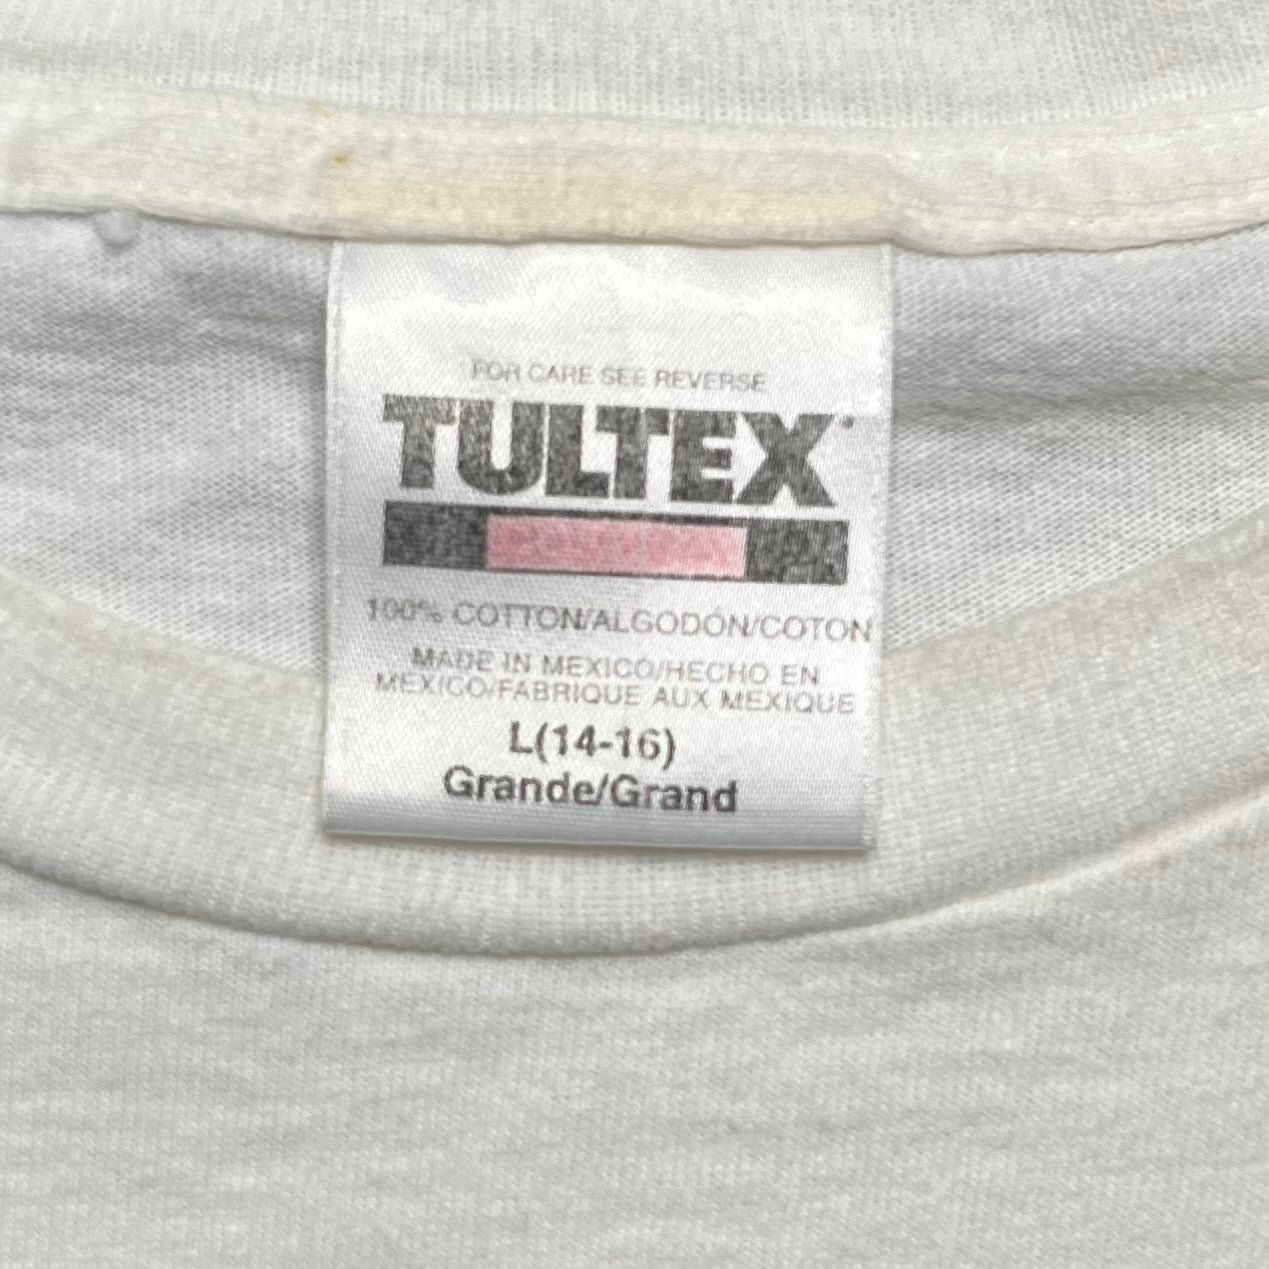 FOR CARE SEE REVERSE
TULTEX
100% COTTON/ALGODÓN/COTON
MADE IN MEXICO/HECHO EN
MEXICO/FABRIQUE AUX MEXIQUE
L(14-16)
Grande/Grand